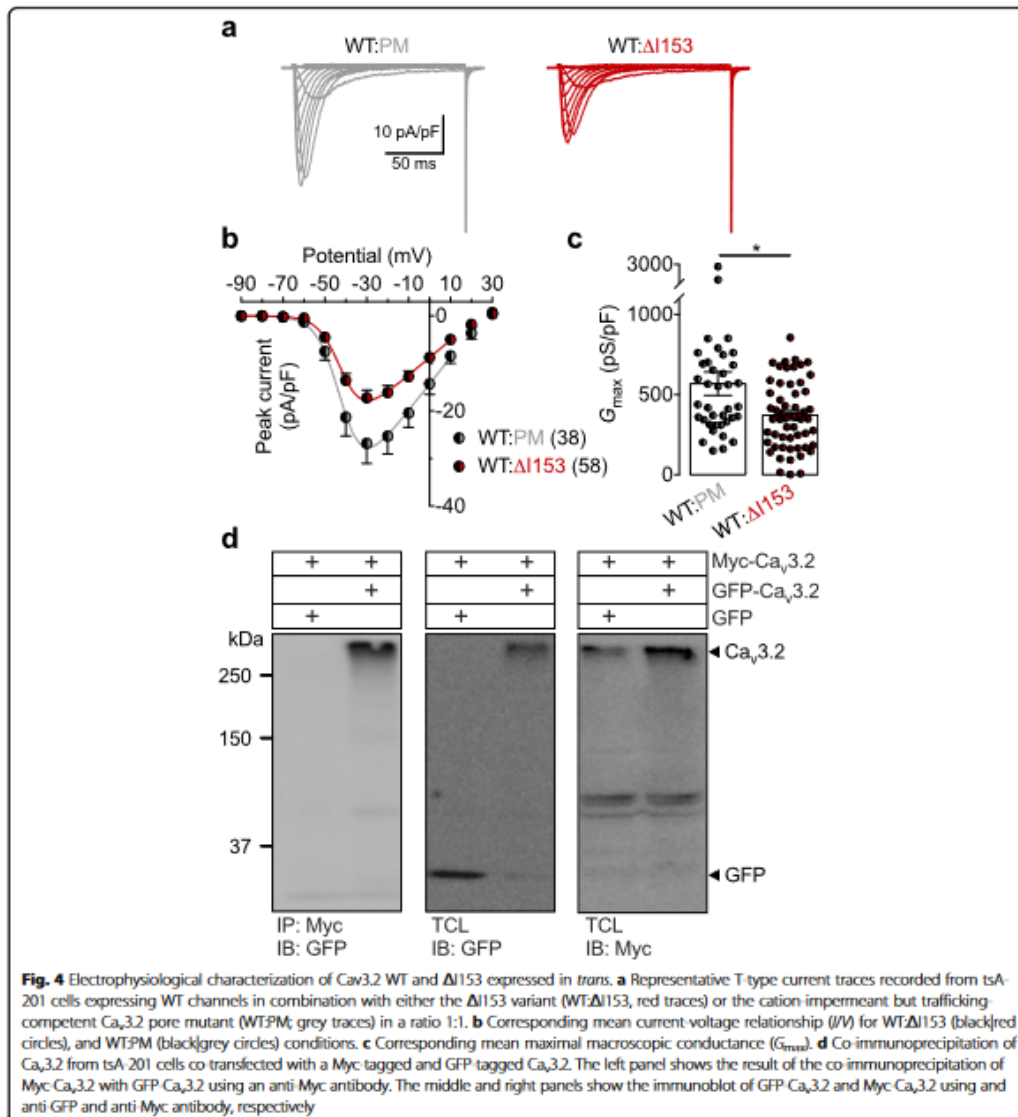 a
WT:PM WT:ΔI153
10 pA/pF
50 ms
b
Potential (mV)
-90 -70 -50 -30 -10 10 30
0
-20
-40
Peak current
(pA/pF)
WT:PM (38)
WT:ΔI153 (58)
c
*
3000
1000
500
0
Gmax (pS/pF)
WT:PM
WT:ΔI153
d
+ + + + + + Myc-Cav3.2
+ + + GFP-Cav3.2
+ + + GFP
kDa
250
150
37
Cav3.2
GFP
IP: Myc TCL TCL
IB: GFP IB: GFP IB: Myc
Fig. 4 Electrophysiological characterization of Cav3.2 WT and ΔI153 expressed in trans. a Representative T-type current traces recorded from tsA-
201 cells expressing WT channels in combination with either the ΔI153 variant (WT:ΔI153, red traces) or the cation-impermeant but trafficking-
competent Cav3.2 pore mutant (WT:PM; grey traces) in a ratio 1:1. b Corresponding mean current-voltage relationship (I/V) for WT:ΔI153 (black|red
circles), and WT:PM (black|grey circles) conditions. c Corresponding mean maximal macroscopic conductance (Gmax). d Co-immunoprecipitation of
Cav3.2 from tsA-201 cells co-transfected with a Myc-tagged and GFP-tagged Cav3.2. The left panel shows the result of the co-immunoprecipitation of
Myc-Cav3.2 with GFP-Cav3.2 using an anti-Myc antibody. The middle and right panels show the immunoblot of GFP-Cav3.2 and Myc-Cav3.2 using and
anti-GFP and anti-Myc antibody, respectively